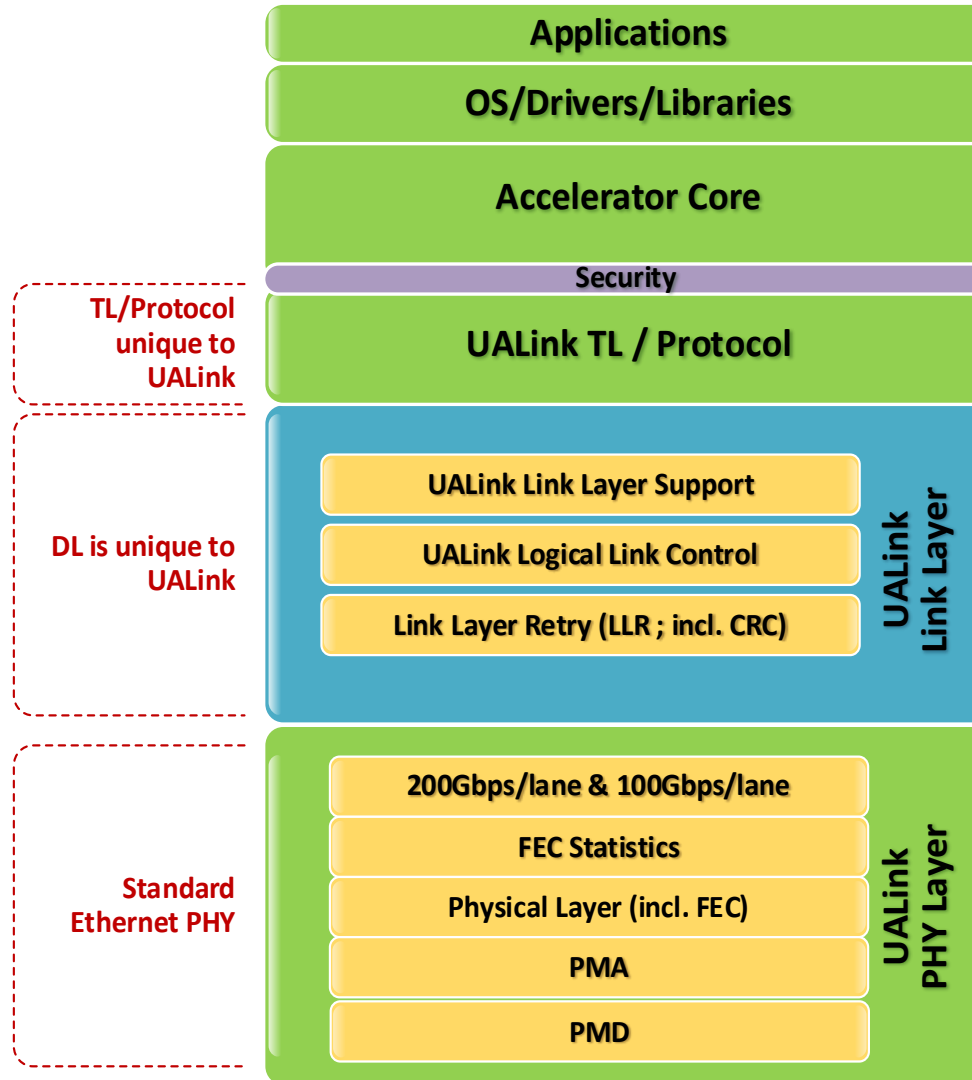 Applications
OS/Drivers/Libraries
Accelerator Core
Security
TL/Protocol
unique to
UALink
UALink TL / Protocol
DL is unique to
UALink
UALink Link Layer Support
UALink Logical Link Control
Link Layer Retry (LLR ; incl. CRC)
UALink
Link Layer
Standard
Ethernet PHY
200Gbps/lane & 100Gbps/lane
FEC Statistics
Physical Layer (incl. FEC)
PMA
PMD
UALink
PHY Layer